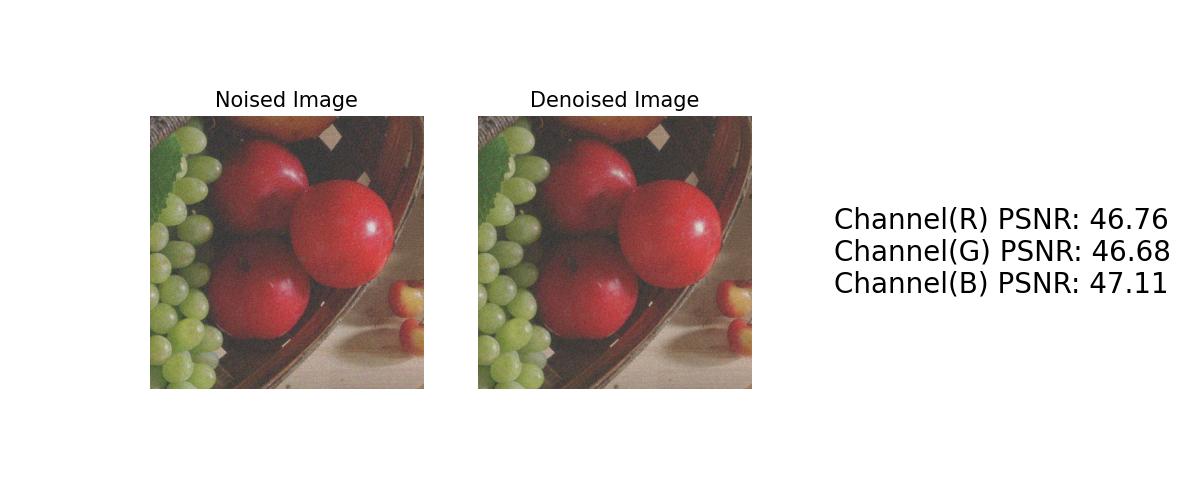 Noised Image
Denoised Image
Channel(R) PSNR: 46.76
Channel(G) PSNR: 46.68
Channel(B) PSNR: 47.11